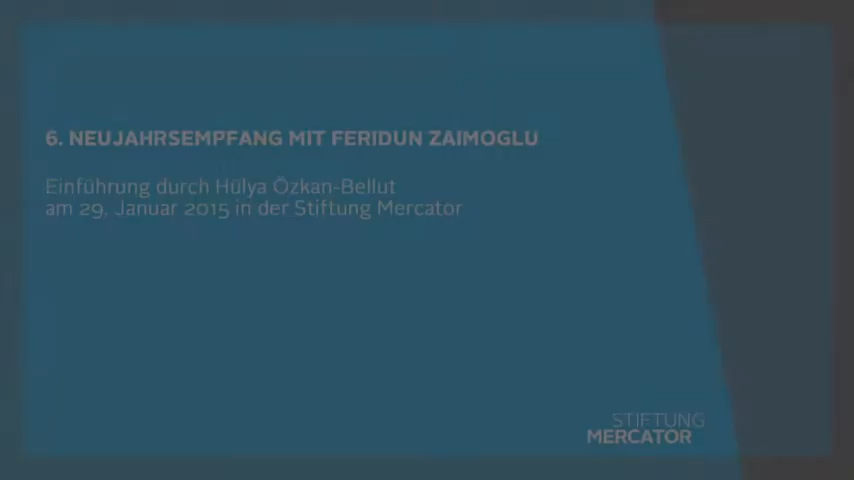 6. NEUJAHRSEMPFANG MIT FERIDUN ZAIMOGLU
Einführung durch Hülya Özkan-Bellut
am 29. Januar 2015 in der Stiftung Mercator
STIFTUNG
MERCATOR